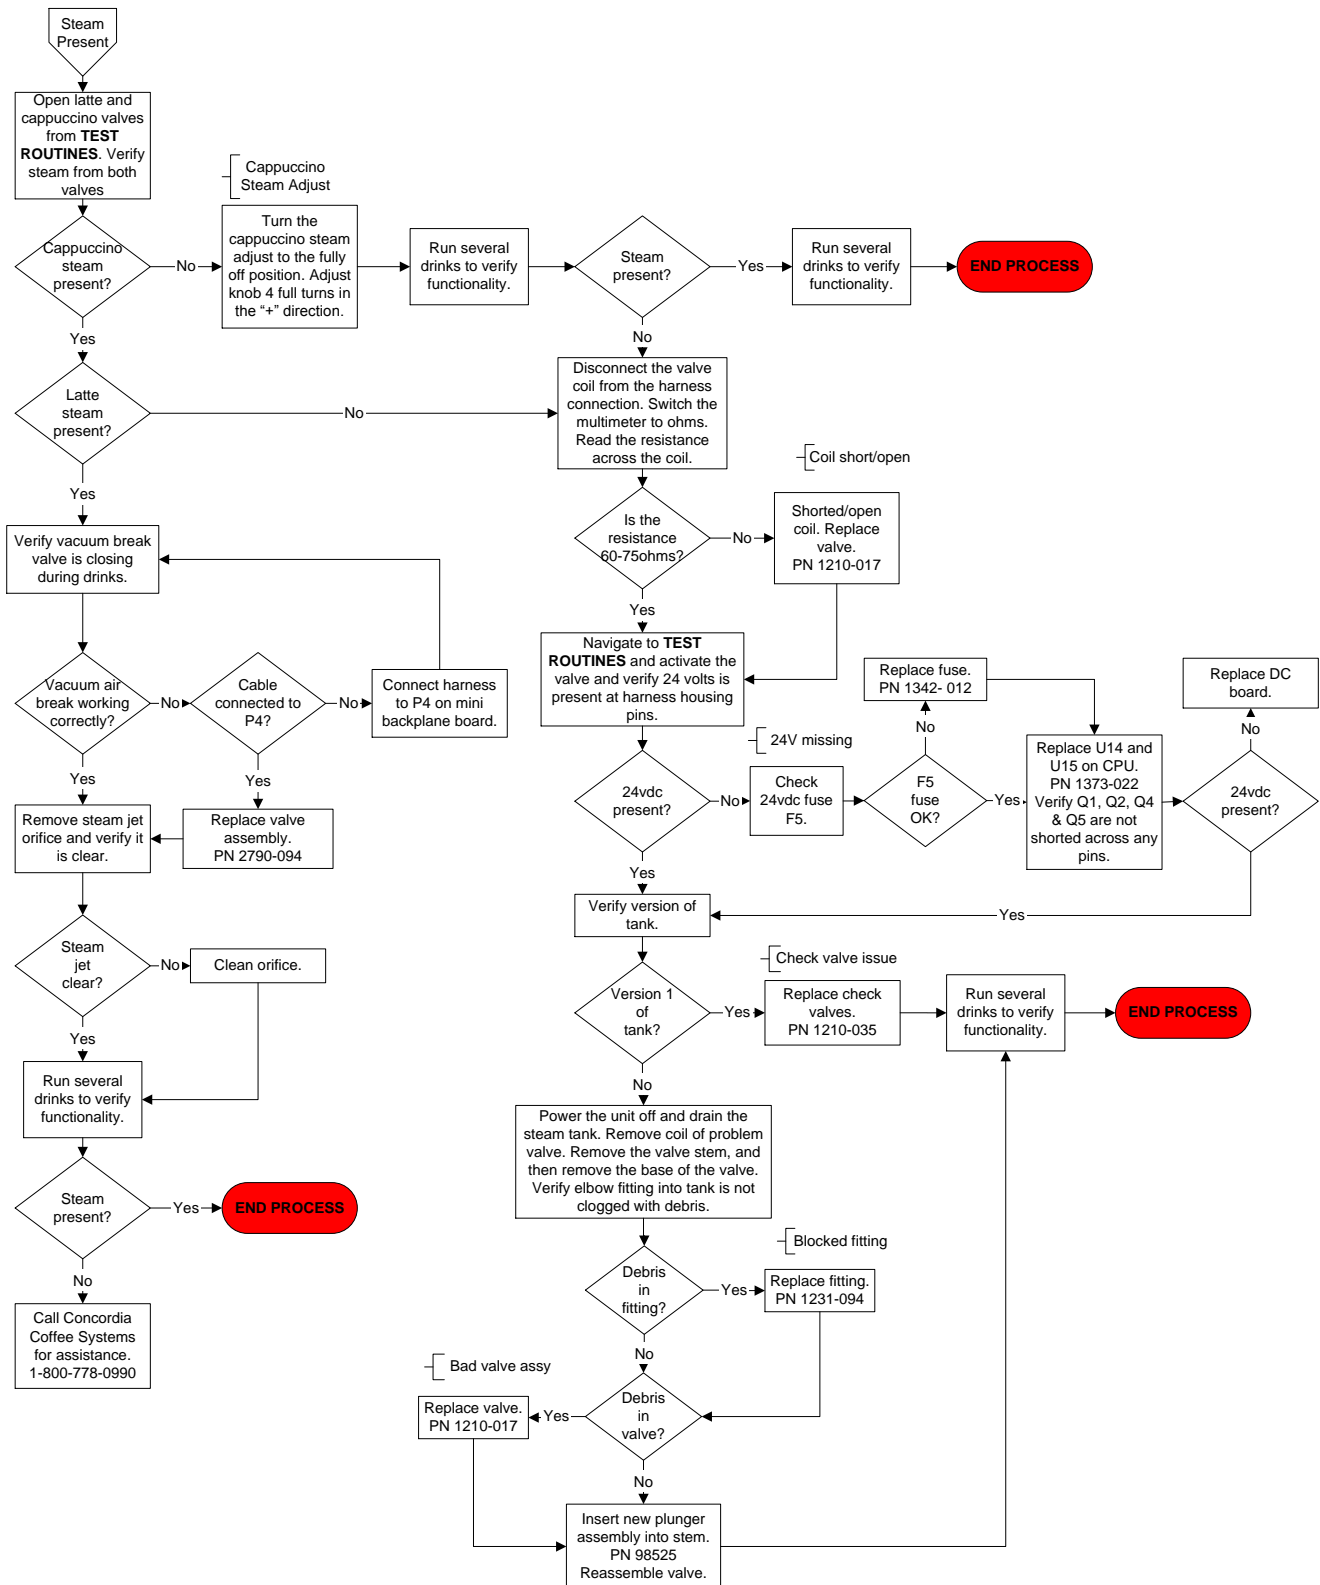 Steam
Present
Open latte and
cappuccino valves
from TEST
ROUTINES. Verify
steam from both
valves
Cappuccino
Steam Adjust
Cappuccino
steam
present?
No
Turn the
cappuccino steam
adjust to the fully
off position. Adjust
knob 4 full turns in
the “+” direction.
Run several
drinks to verify
functionality.
Steam
present?
Yes
Run several
drinks to verify
functionality.
END PROCESS
Yes
No
Latte
steam
present?
No
Disconnect the valve
coil from the harness
connection. Switch the
multimeter to ohms.
Read the resistance
across the coil.
Coil short/open
Yes
Is the
resistance
60-75ohms?
No
Shorted/open
coil. Replace
valve.
PN 1210-017
Verify vacuum break
valve is closing
during drinks.
Yes
Navigate to TEST
ROUTINES and activate the
valve and verify 24 volts is
present at harness housing
pins.
Vacuum air
break working
correctly?
No
Cable
connected to
P4?
No
Connect harness
to P4 on mini
backplane board.
Replace fuse.
PN 1342- 012
Replace DC
board.
24V missing
No
No
Yes
Yes
24vdc
present?
No
Check
24vdc fuse
F5.
F5
fuse
OK?
Yes
Replace U14 and
U15 on CPU.
PN 1373-022
Verify Q1, Q2, Q4
& Q5 are not
shorted across any
pins.
24vdc
present?
Remove steam jet
orifice and verify it
is clear.
Replace valve
assembly.
PN 2790-094
Yes
Verify version of
tank.
Yes
Steam
jet
clear?
No
Clean orifice.
Check valve issue
Version 1
of
tank?
Yes
Replace check
valves.
PN 1210-035
Run several
drinks to verify
functionality.
END PROCESS
Yes
Run several
drinks to verify
functionality.
No
Power the unit off and drain the
steam tank. Remove coil of problem
valve. Remove the valve stem, and
then remove the base of the valve.
Verify elbow fitting into tank is not
clogged with debris.
Steam
present?
Yes
END PROCESS
Blocked fitting
No
Debris
in
fitting?
Yes
Replace fitting.
PN 1231-094
Call Concordia
Coffee Systems
for assistance.
1-800-778-0990
No
Bad valve assy
Replace valve.
PN 1210-017
Yes
Debris
in
valve?
No
Insert new plunger
assembly into stem.
PN 98525
Reassemble valve.